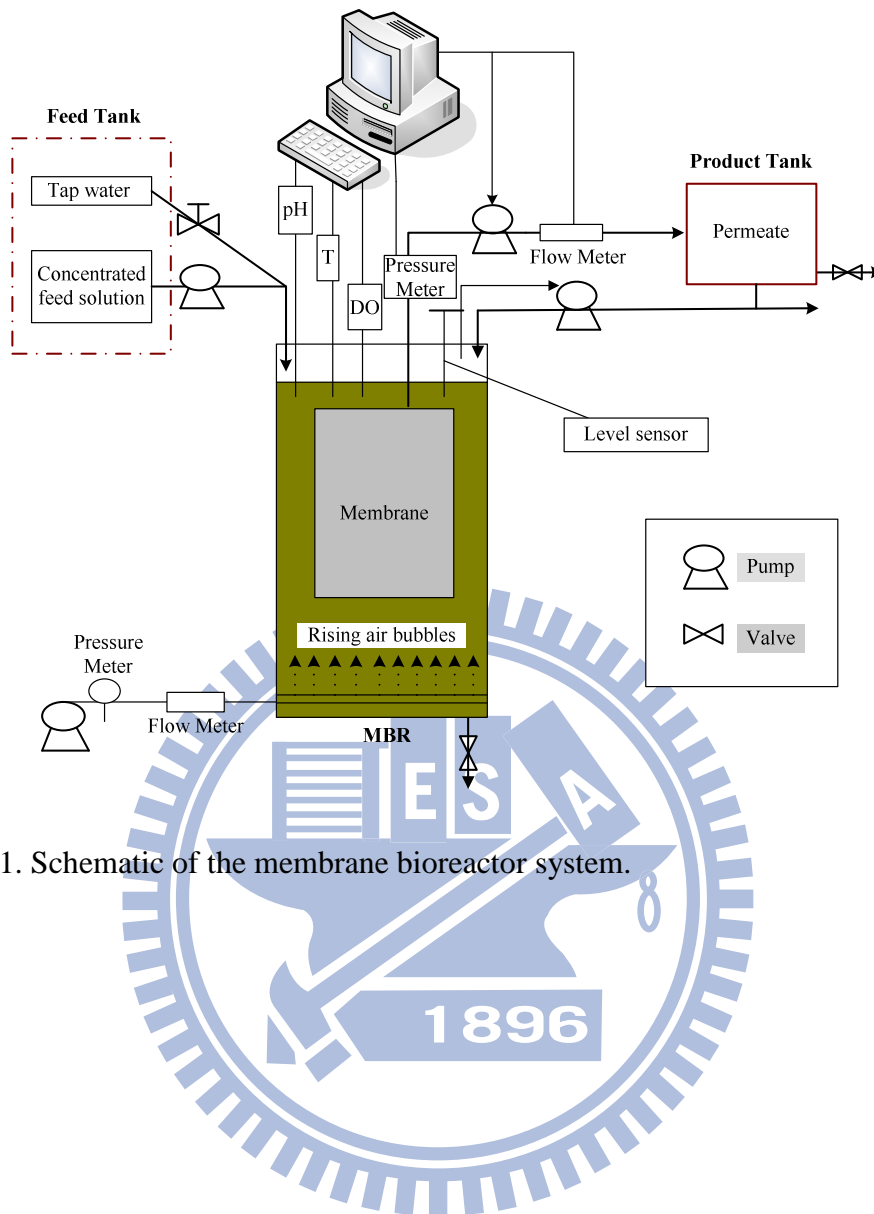 Feed Tank
Tap water
Concentrated
feed solution
pH
T
DO
Pressure
Meter
Flow Meter
Product Tank
Permeate
Level sensor
Membrane
Rising air bubbles
Pump
Valve
Pressure
Meter
Flow Meter
MBR
E S A
1. Schematic of the membrane bioreactor system.
8
1896